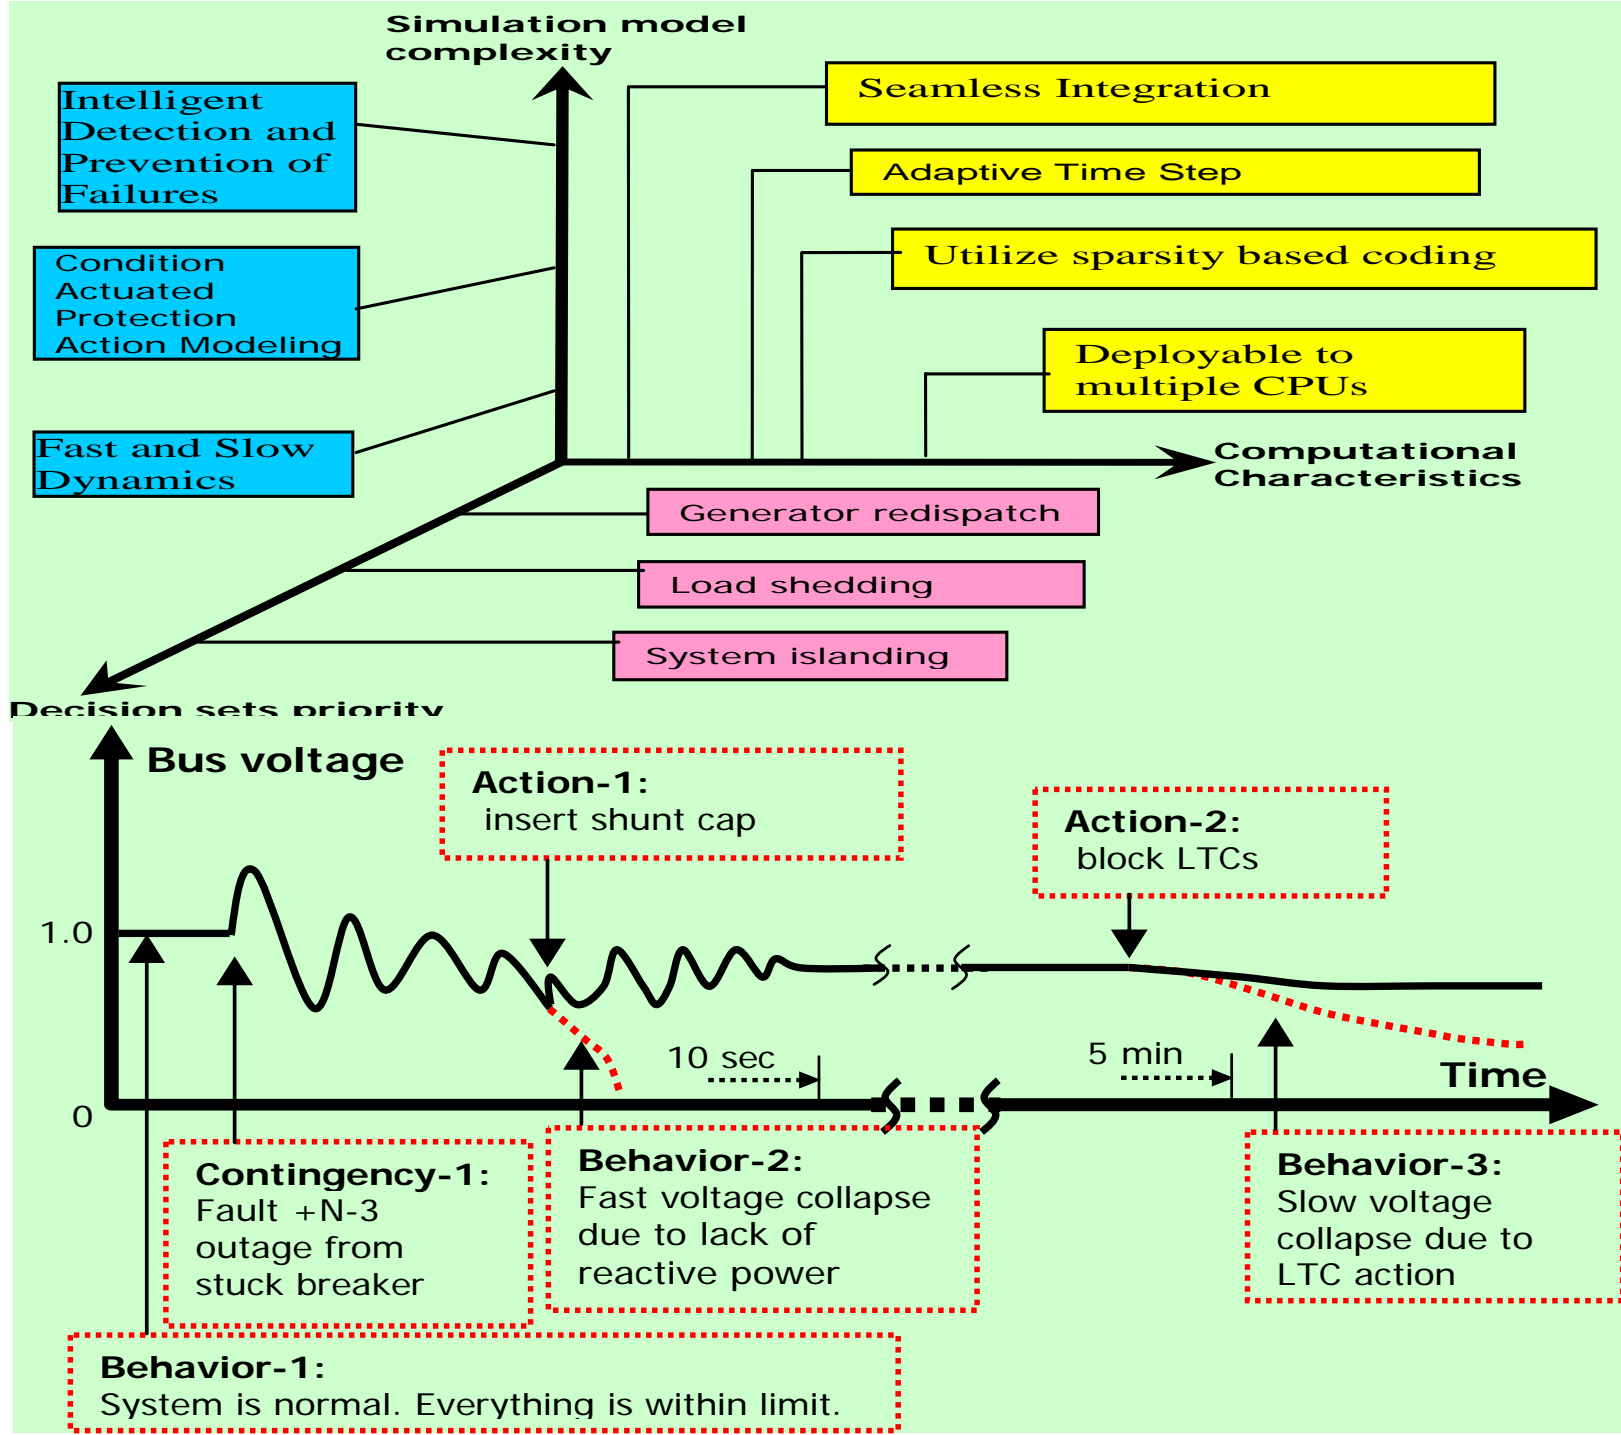 Simulation model
complexity
Intelligent
Detection and
Prevention of
Failures
Seamless Integration
Adaptive Time Step
Condition
Actuated
Protection
Action Modeling
Utilize sparsity based coding
Deployable to
multiple CPUs
Fast and Slow
Dynamics
Computational
Characteristics
Generator redispatch
Load shedding
System islanding
Decision sets priority
Bus voltage
Action-1:
insert shunt cap
Action-2:
block LTCs
1.0
10 sec
5 min
Time
0
Contingency-1:
Fault +N-3
outage from
stuck breaker
Behavior-2:
Fast voltage collapse
due to lack of
reactive power
Behavior-3:
Slow voltage
collapse due to
LTC action
Behavior-1:
System is normal. Everything is within limit.